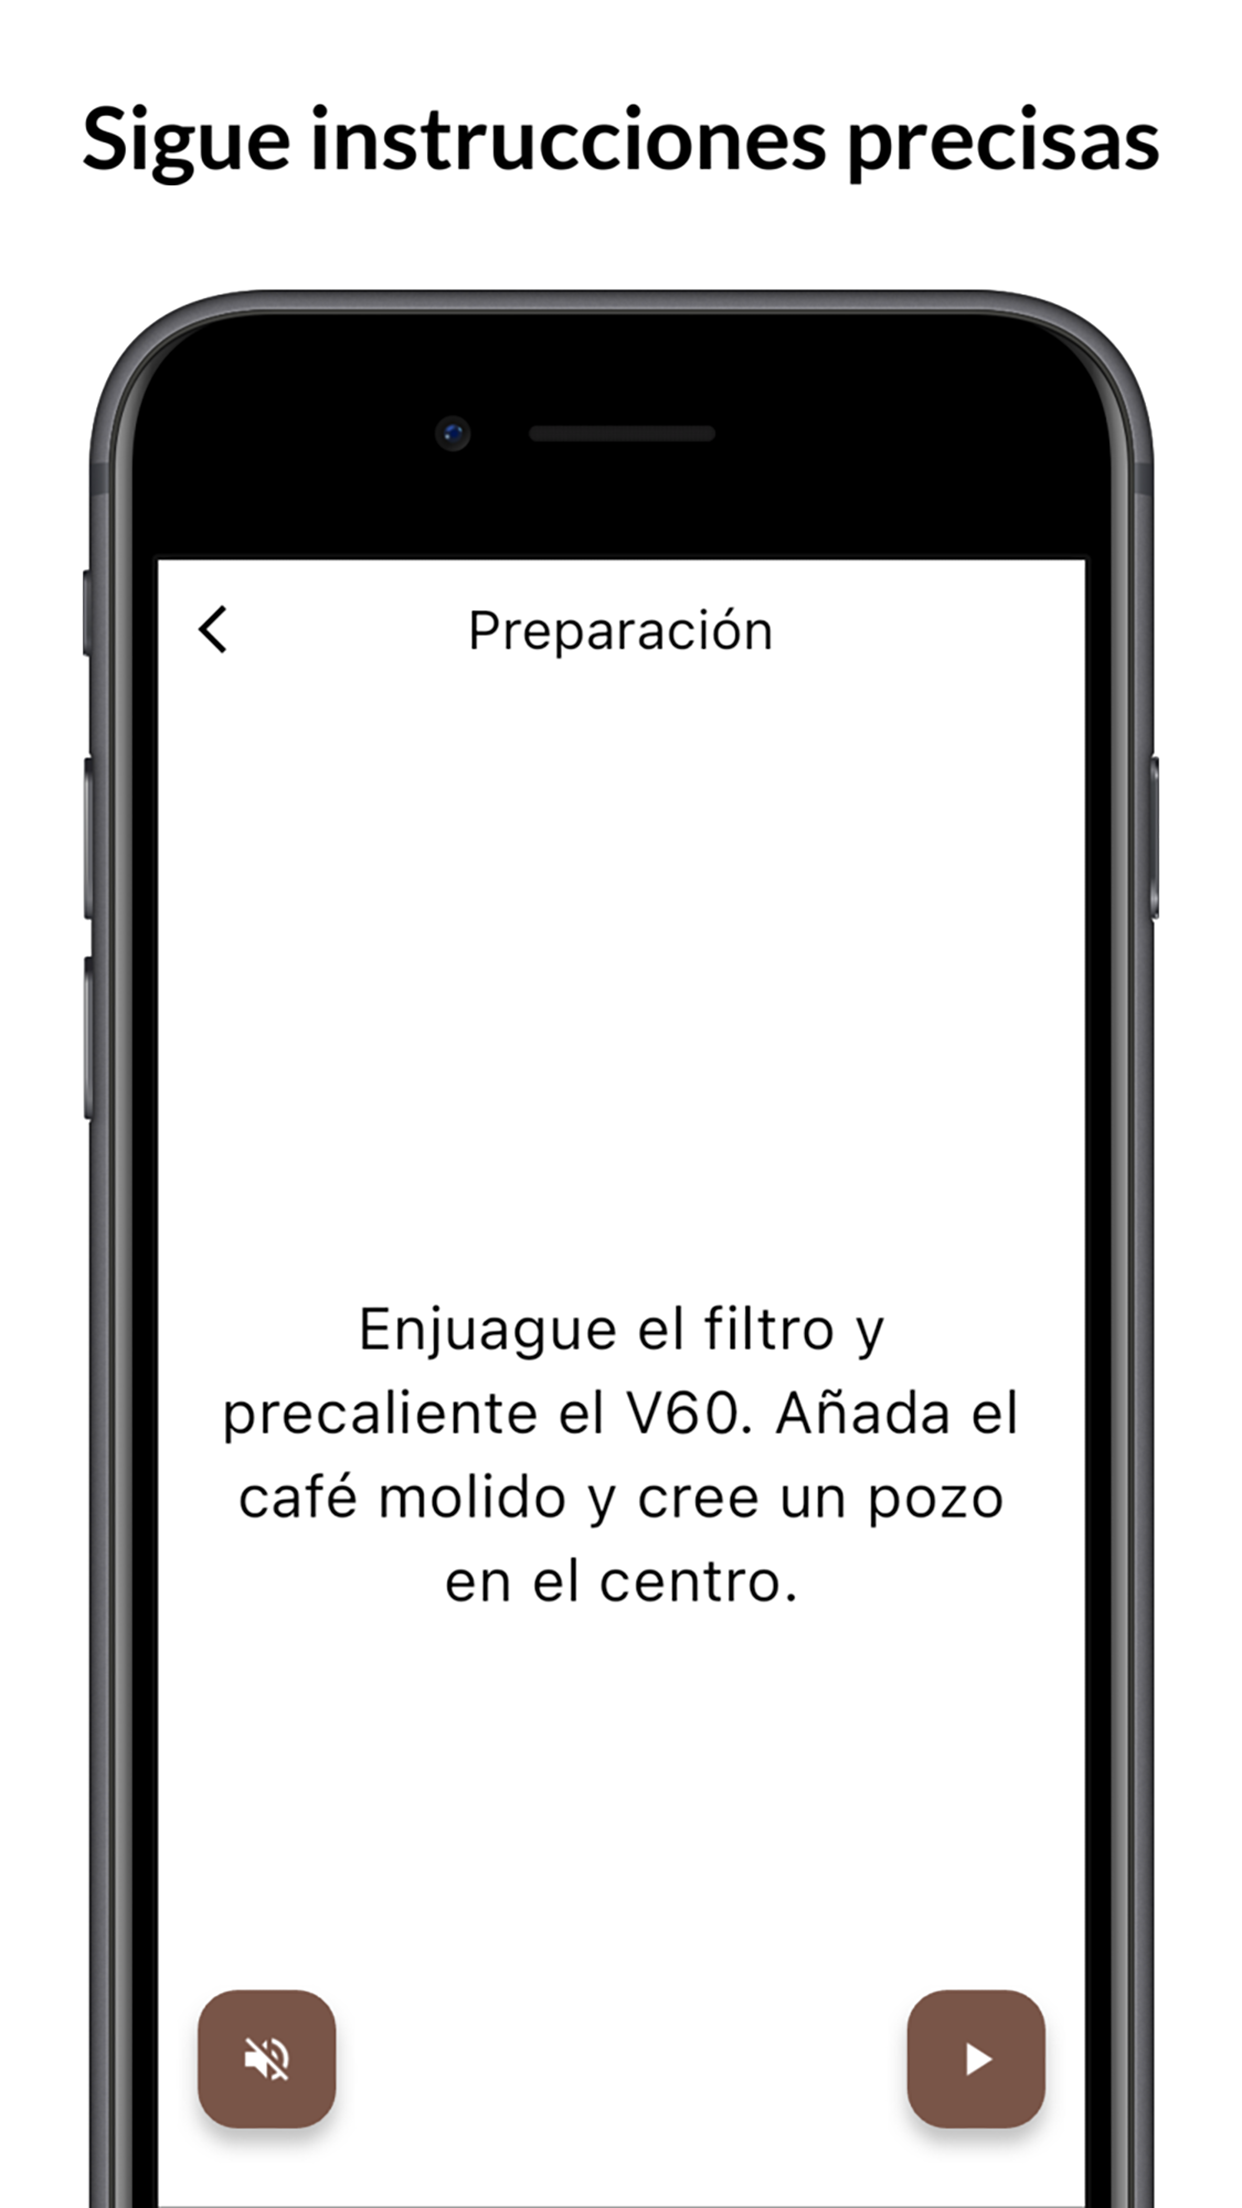 Sigue instrucciones precisas
Preparación
Enjuague el filtro y
precaliente el V60. Añada el
café molido y cree un pozo
en el centro.